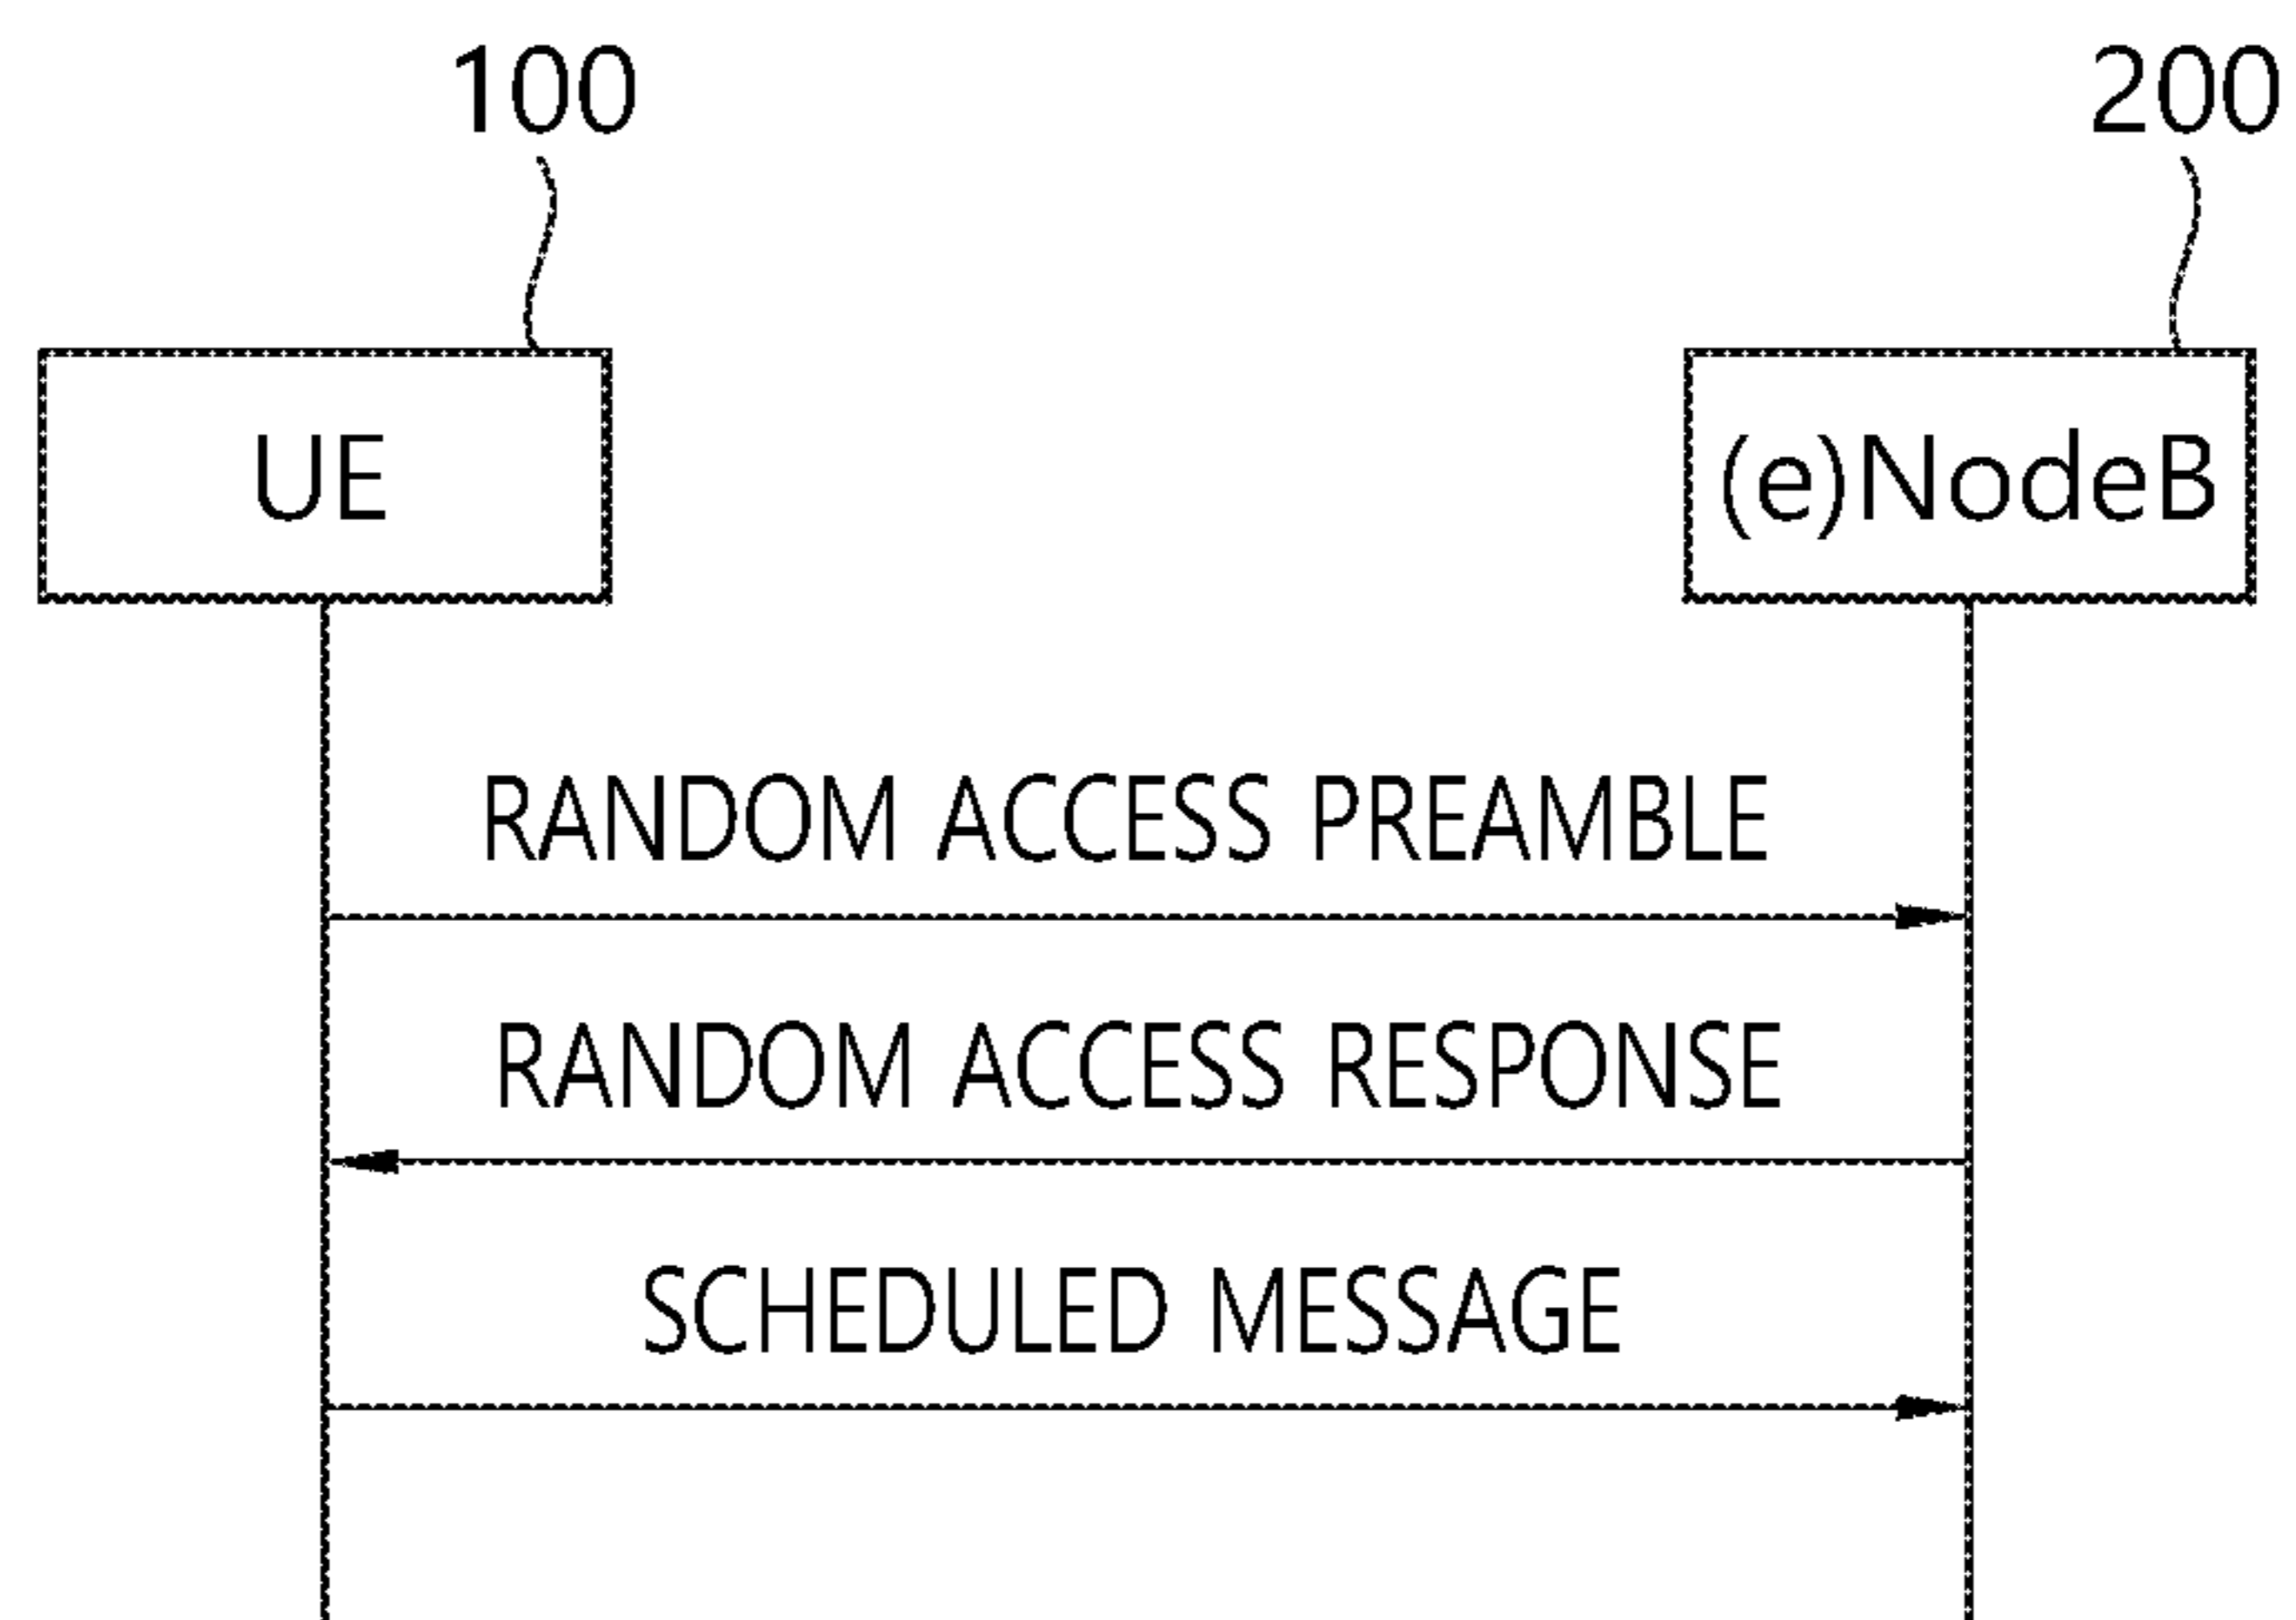 100
200
UE
(e)NodeB
RANDOM ACCESS PREAMBLE
RANDOM ACCESS RESPONSE
SCHEDULED MESSAGE